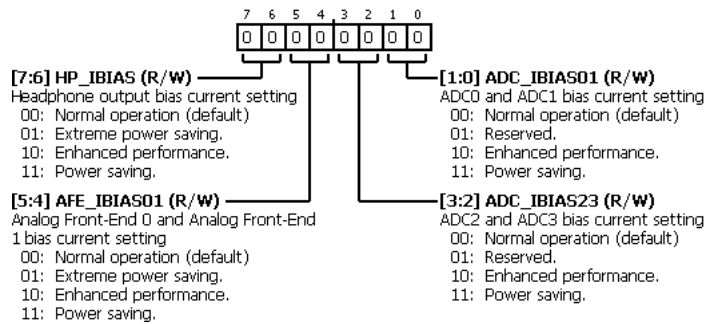 7 6 5 4 3 2 1 0
0 0 0 0 0 0 0 0
[7:6] HP_IBIAS (R/W)
Headphone output bias current setting
00: Normal operation (default)
01: Extreme power saving.
10: Enhanced performance.
11: Power saving.
[5:4] AFE_IBIAS01 (R/W)
Analog Front-End 0 and Analog Front-End
1 bias current setting
00: Normal operation (default)
01: Extreme power saving.
10: Enhanced performance.
11: Power saving.
[1:0] ADC_IBIAS01 (R/W)
ADC0 and ADC1 bias current setting
00: Normal operation (default)
01: Reserved.
10: Enhanced performance.
11: Power saving.
[3:2] ADC_IBIAS23 (R/W)
ADC2 and ADC3 bias current setting
00: Normal operation (default)
01: Reserved.
10: Enhanced performance.
11: Power saving.